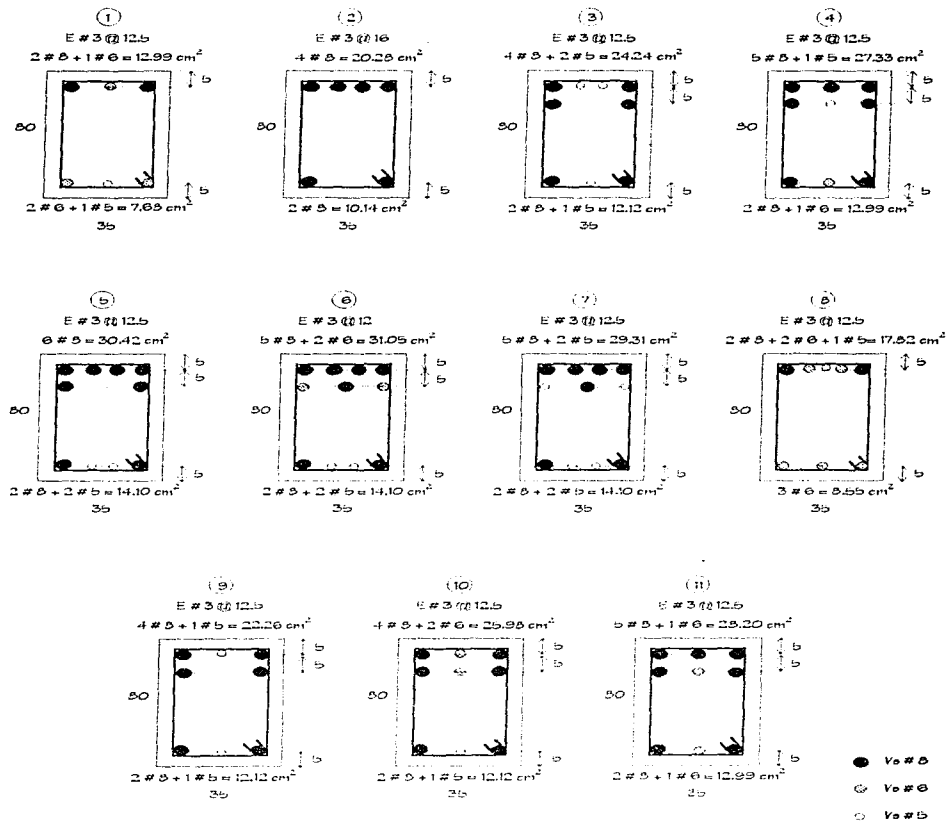 1
E # 3 @ 12.5
2 # 8 + 1 # 6 = 12.99 cm²
5
80
5
2 # 6 + 1 # 5 = 7.68 cm²
35
2
E # 3 @ 16
4 # 8 = 20.28 cm²
5
80
5
2 # 8 = 10.14 cm²
35
3
E # 3 @ 12.5
4 # 8 + 2 # 5 = 24.24 cm²
5
5
80
5
2 # 8 + 1 # 5 = 12.12 cm²
35
4
E # 3 @ 12.5
5 # 8 + 1 # 5 = 27.33 cm²
5
5
80
5
2 # 8 + 1 # 6 = 12.99 cm²
35
5
E # 3 @ 12.5
6 # 8 = 30.42 cm²
5
5
80
5
2 # 8 + 2 # 5 = 14.10 cm²
35
6
E # 3 @ 12
5 # 8 + 2 # 6 = 31.05 cm²
5
5
80
5
2 # 8 + 2 # 5 = 14.10 cm²
35
7
E # 3 @ 12.5
5 # 8 + 2 # 5 = 29.31 cm²
5
5
80
5
2 # 8 + 2 # 5 = 14.10 cm²
35
8
E # 3 @ 12.5
2 # 8 + 2 # 6 + 1 # 5 = 17.82 cm²
5
80
5
3 # 6 = 8.55 cm²
35
9
E # 3 @ 12.5
4 # 8 + 1 # 5 = 22.26 cm²
5
5
80
5
2 # 8 + 1 # 5 = 12.12 cm²
35
10
E # 3 @ 12.5
4 # 8 + 2 # 6 = 25.98 cm²
5
5
80
5
2 # 8 + 1 # 5 = 12.12 cm²
35
11
E # 3 @ 12.5
5 # 8 + 1 # 6 = 28.20 cm²
5
5
80
5
2 # 8 + 1 # 6 = 12.99 cm²
35
Vs # 8
Vs # 6
Vs # 5